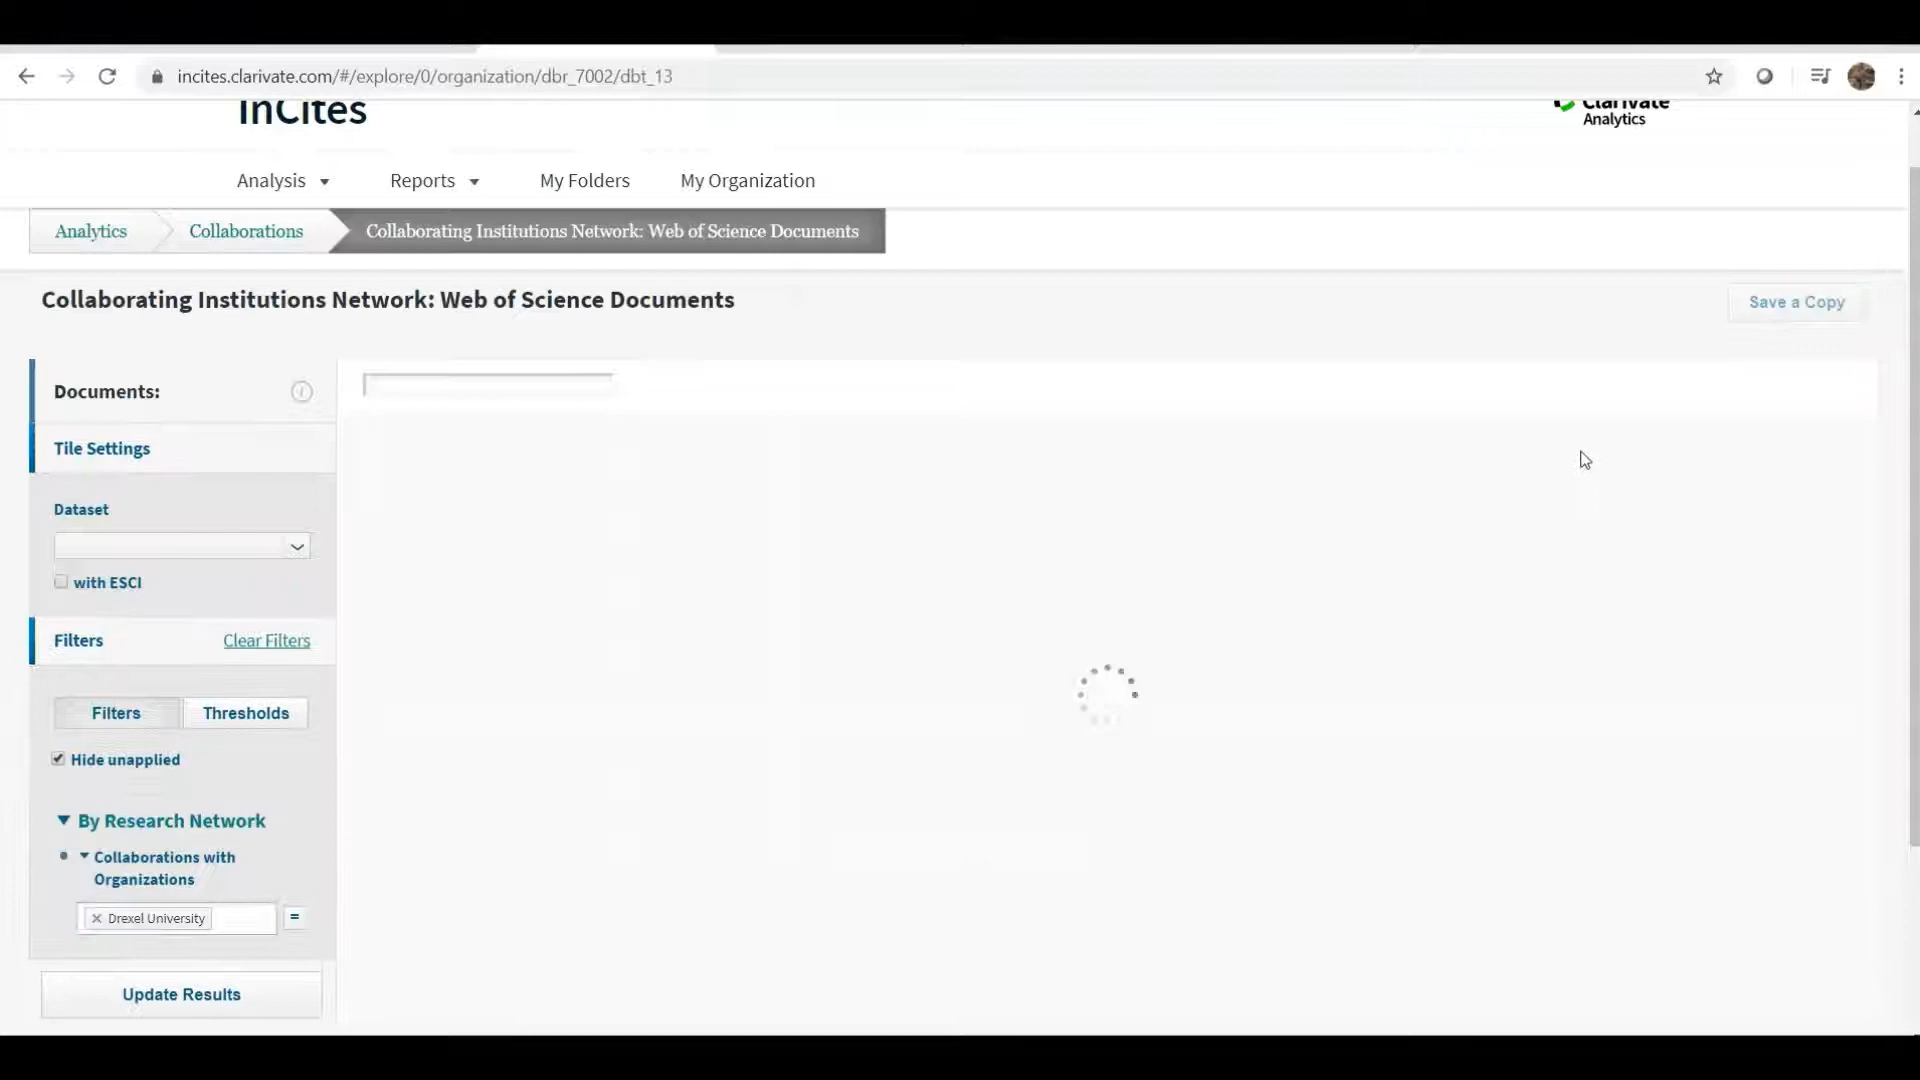 incites.clarivate.com/#/explore/0/organization/dbr_7002/dbt_13
InCites
Clarivate
Analytics
Analysis Reports My Folders My Organization
Analytics Collaborations Collaborating Institutions Network: Web of Science Documents
Collaborating Institutions Network: Web of Science Documents
Save a Copy
Documents:
Tile Settings
Dataset
with ESCI
Filters Clear Filters
Filters Thresholds
Hide unapplied
By Research Network
Collaborations with
Organizations
Drexel University =
Update Results